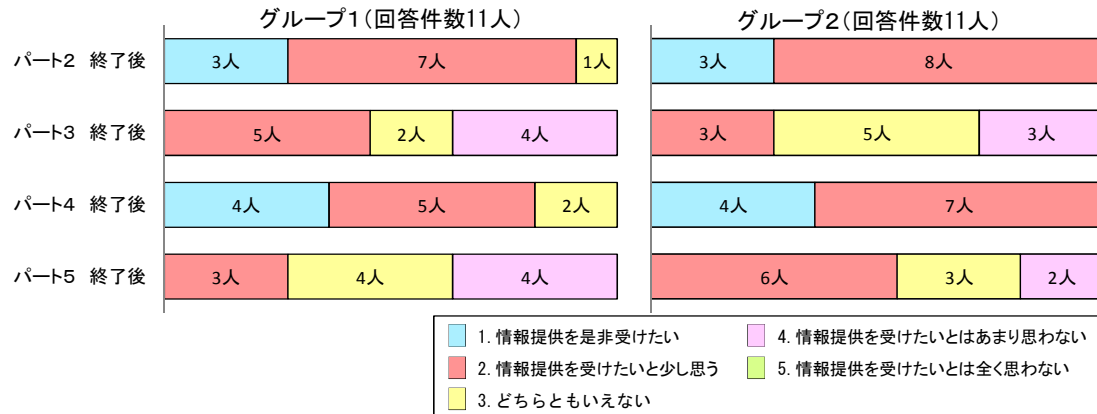 グループ1（回答件数11人） グループ2（回答件数11人）
パート2 終了後 3人 7人 1人 3人 8人
パート3 終了後 5人 2人 4人 3人 5人 3人
パート4 終了後 4人 5人 2人 4人 7人
パート5 終了後 3人 4人 4人 6人 3人 2人
1. 情報提供を是非受けたい 4. 情報提供を受けたいとはあまり思わない
2. 情報提供を受けたいと少し思う 5. 情報提供を受けたいとは全く思わない
3. どちらともいえない